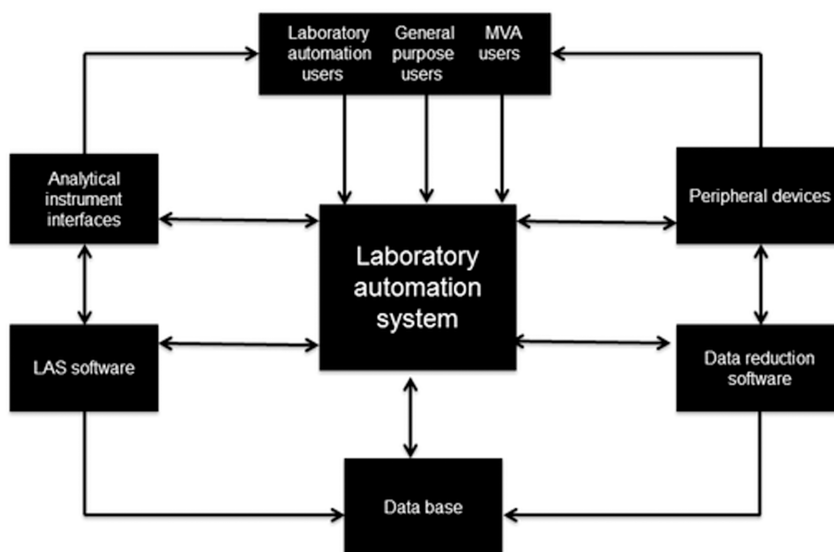 Laboratory
automation
users
General
purpose
users
MVA
users
Analytical
instrument
interfaces
Peripheral devices
Laboratory
automation
system
LAS software
Data reduction
software
Data base